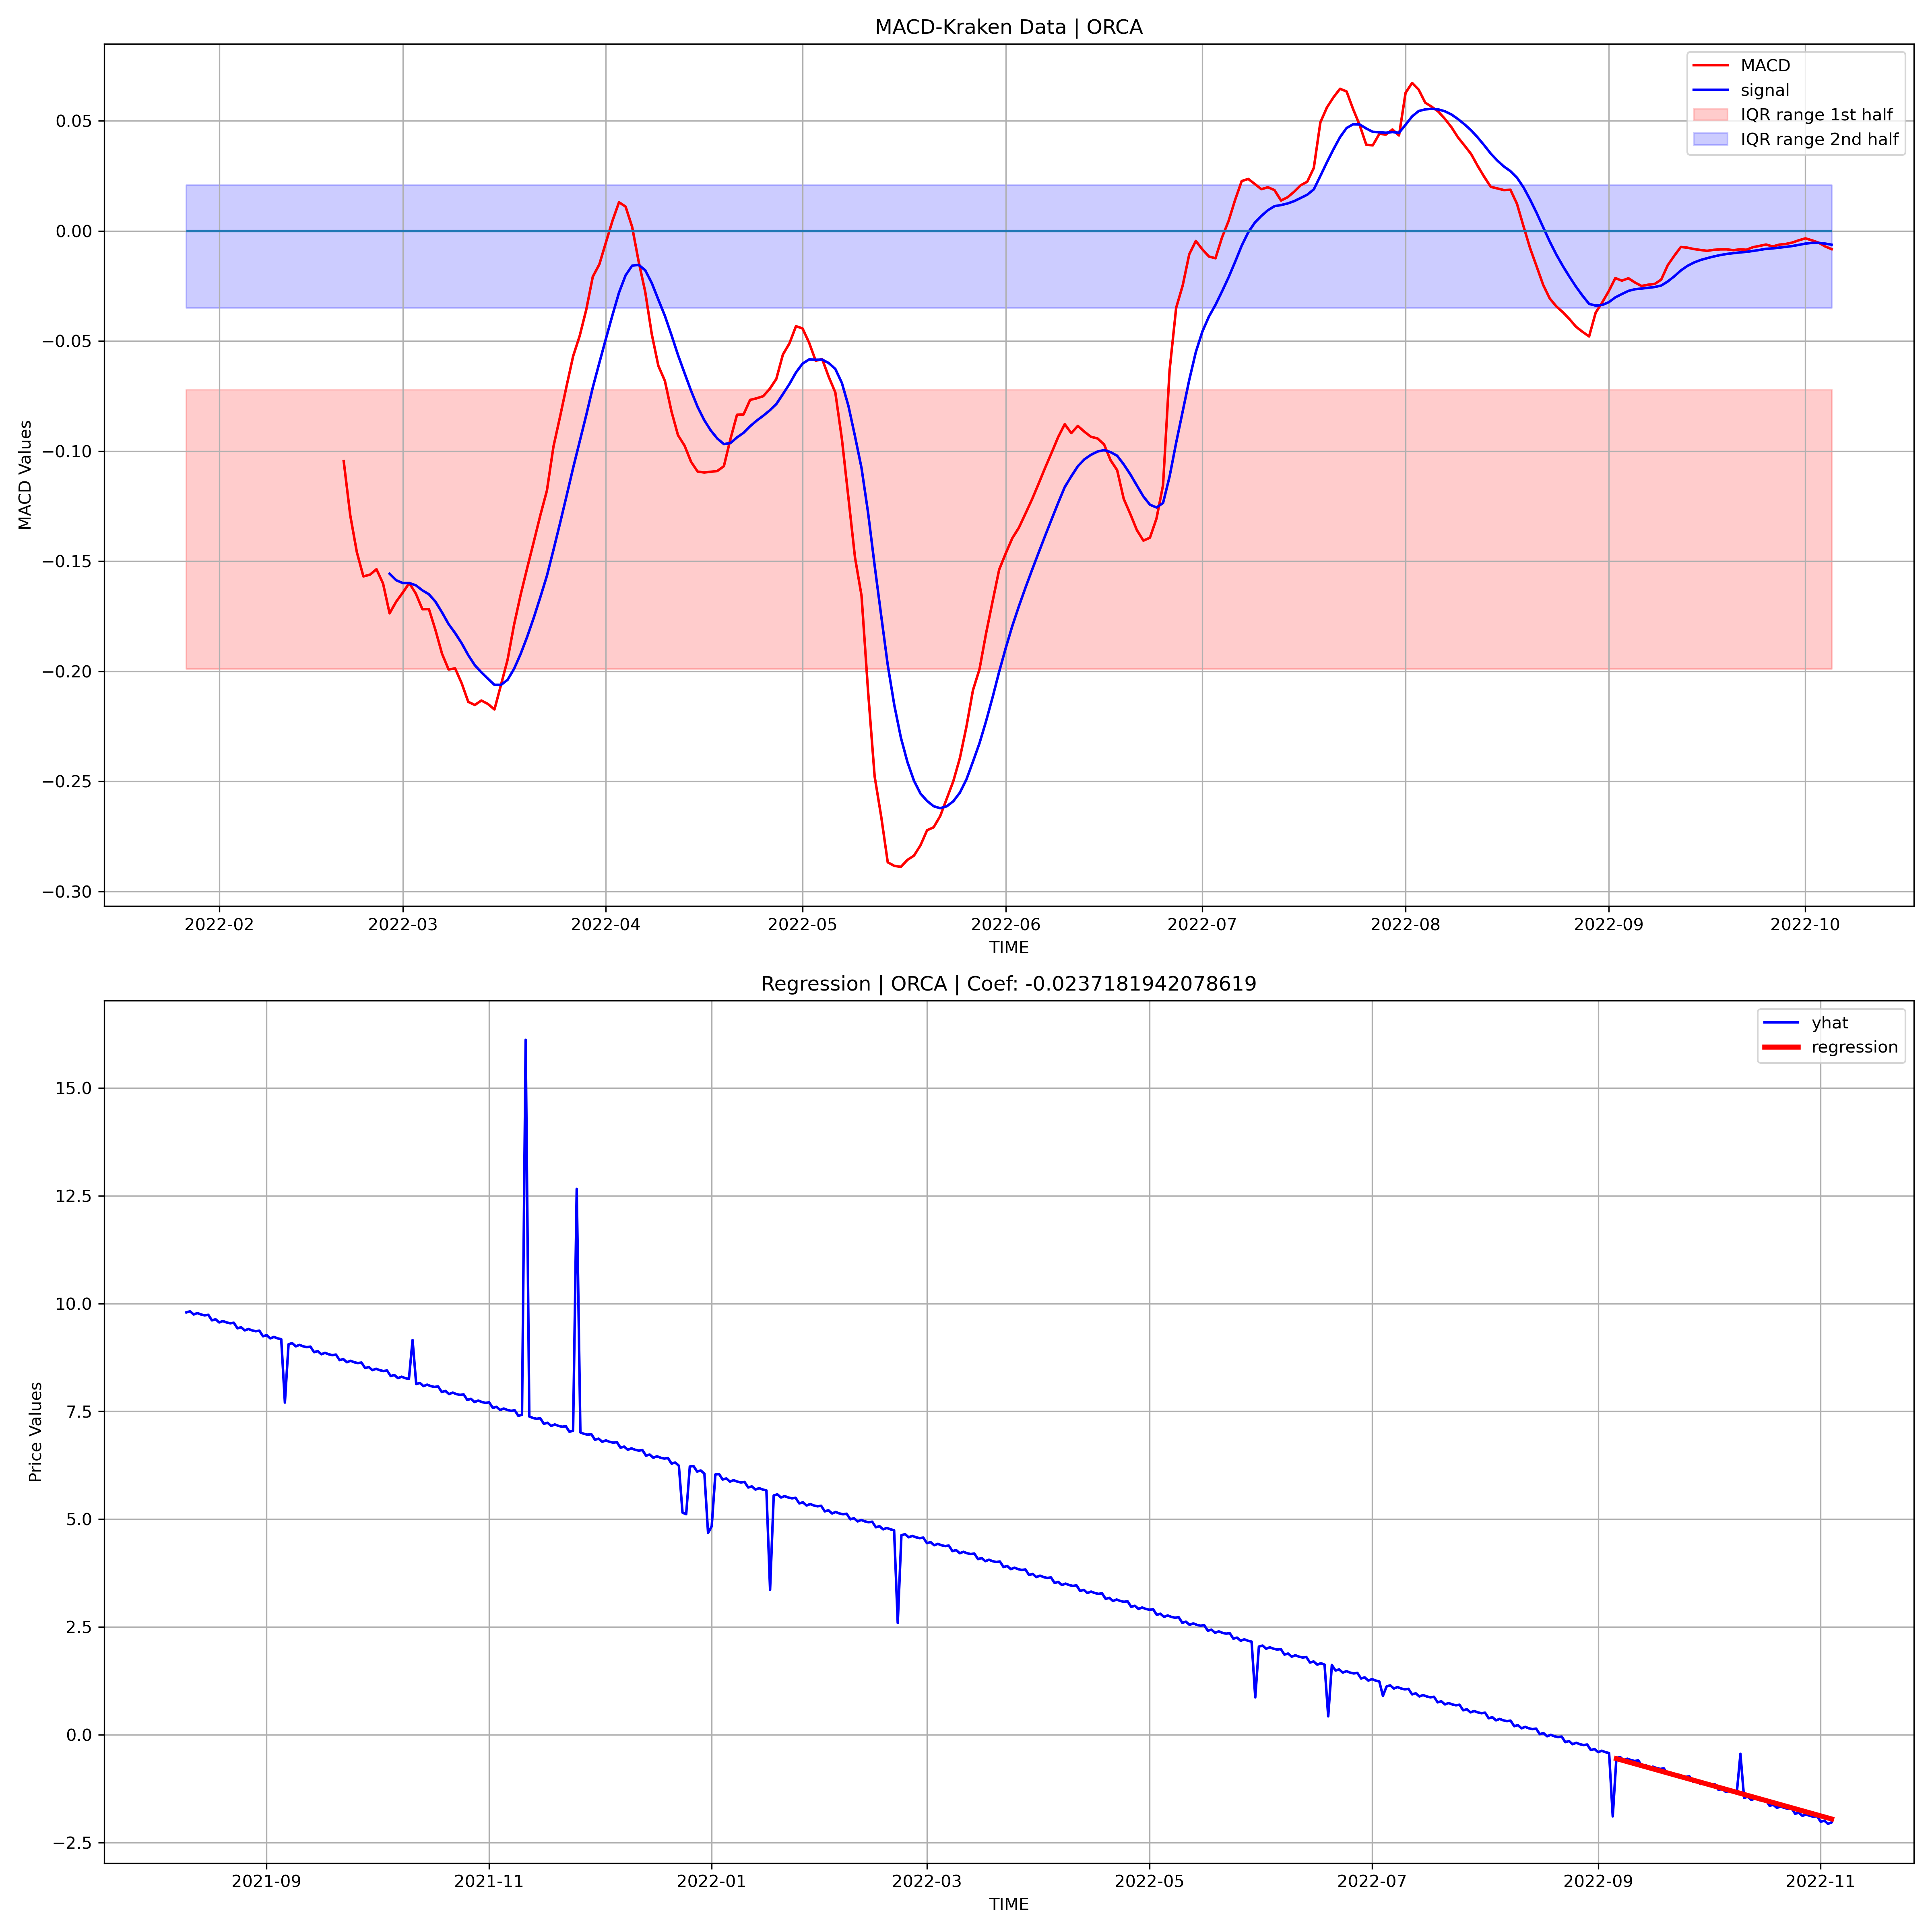 MACD-Kraken Data | ORCA
MACD
signal
IQR range 1st half
IQR range 2nd half
0.05
0.00
−0.05
−0.10
−0.15
−0.20
−0.25
−0.30
MACD Values
2022-02 2022-03 2022-04 2022-05 2022-06 2022-07 2022-08 2022-09 2022-10
TIME
Regression | ORCA | Coef: -0.0237181942078619
yhat
regression
15.0
12.5
10.0
7.5
5.0
2.5
0.0
−2.5
Price Values
2021-09 2021-11 2022-01 2022-03 2022-05 2022-07 2022-09 2022-11
TIME